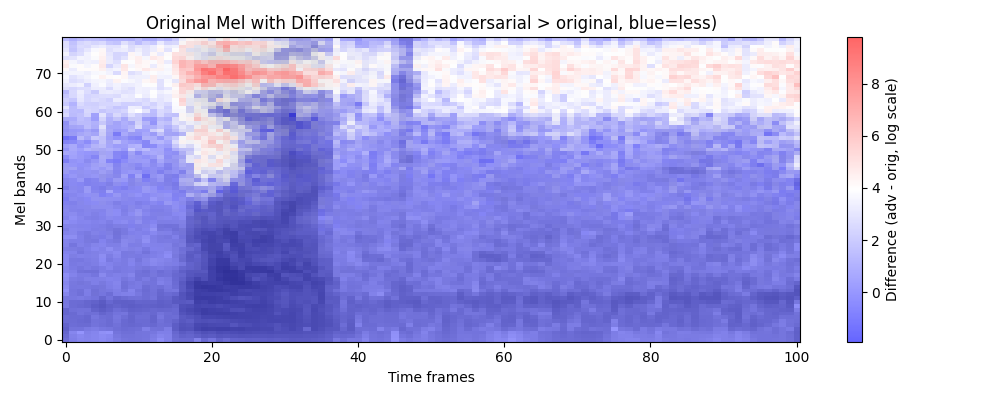 Original Mel with Differences (red=adversarial > original, blue=less)
Mel bands
70
60
50
40
30
20
10
0
0 20 40 60 80 100
Time frames
8
6
4
2
0
Difference (adv - orig, log scale)